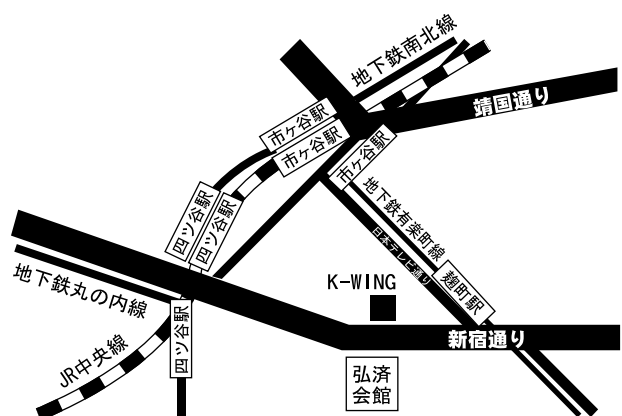 地下鉄南北線
靖国通り
市ヶ谷駅
市ヶ谷駅
市ヶ谷駅
四ツ谷駅
四ツ谷駅
地下鉄有楽町線
日本テレビ通り
麹町駅
地下鉄丸の内線
K-WING
四ツ谷駅
新宿通り
JR中央線
弘済
会館